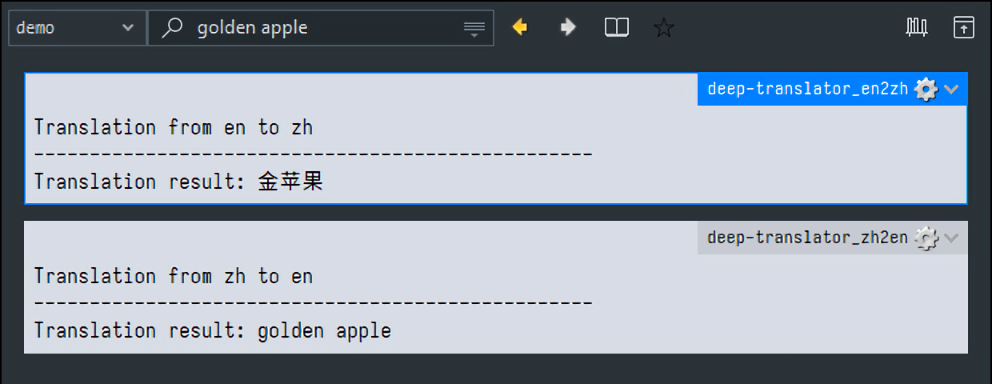 demo
golden apple
deep-translator_en2zh
Translation from en to zh
--------------------------------------------------
Translation result: 金苹果
deep-translator_zh2en
Translation from zh to en
--------------------------------------------------
Translation result: golden apple